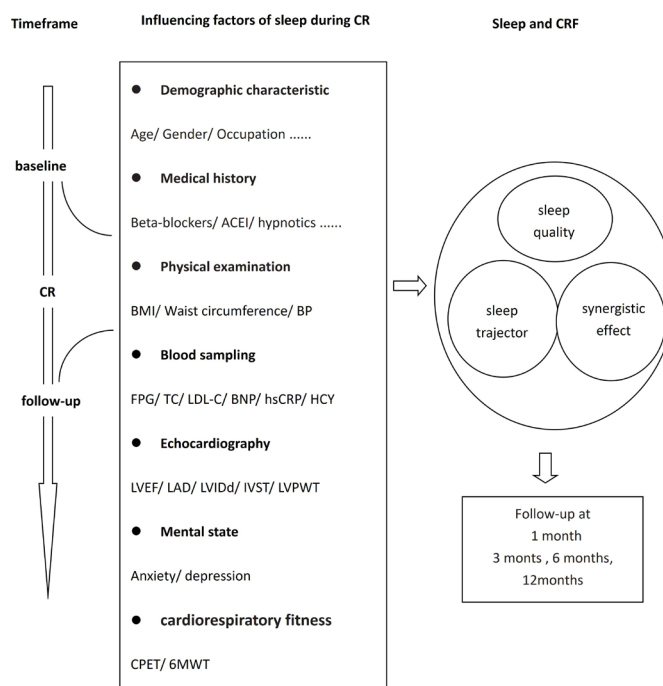 Timeframe
Influencing factors of sleep during CR
Sleep and CRF
baseline
CR
follow-up
● Demographic characteristic
Age/ Gender/ Occupation ......
● Medical history
Beta-blockers/ ACEI/ hypnotics ......
● Physical examination
BMI/ Waist circumference/ BP
● Blood sampling
FPG/ TC/ LDL-C/ BNP/ hsCRP/ HCY
● Echocardiography
LVEF/ LAD/ LVIDd/ IVST/ LVPWT
● Mental state
Anxiety/ depression
● cardiorespiratory fitness
CPET/ 6MWT
sleep
quality
sleep
trajector
synergistic
effect
Follow-up at
1 month
3 monts , 6 months,
12months